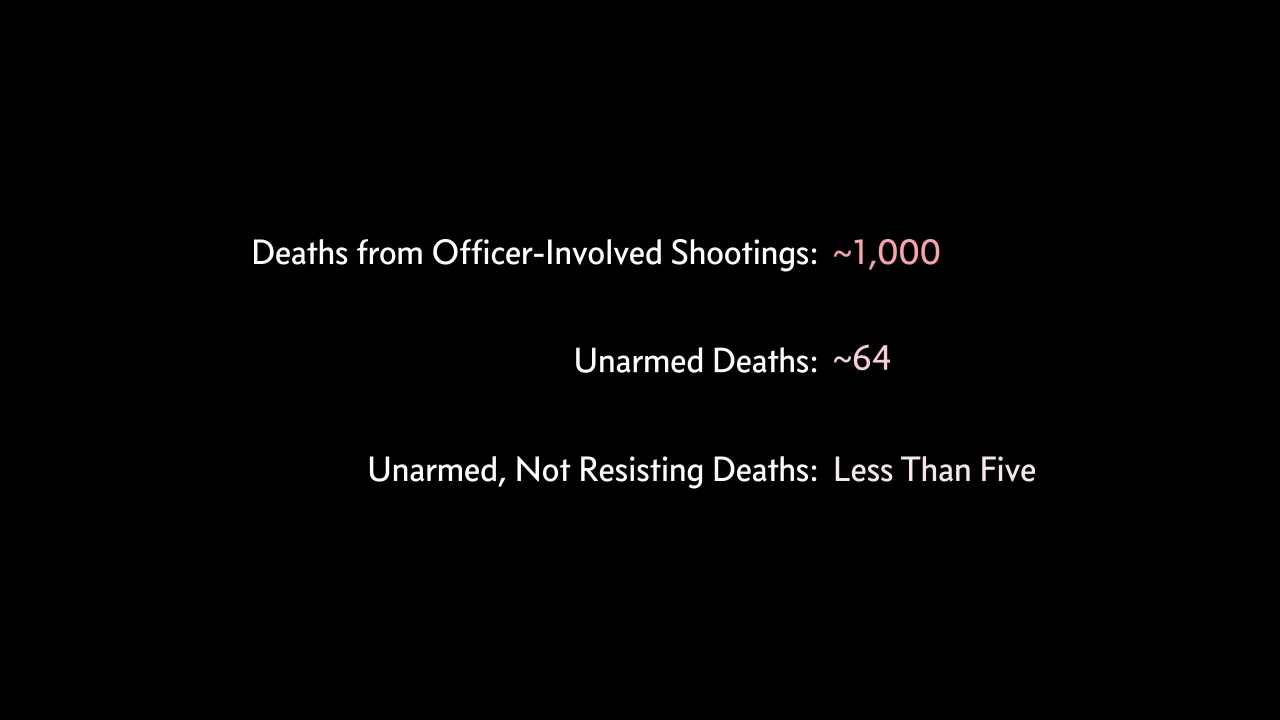 Deaths from Officer-Involved Shootings: ~1,000
Unarmed Deaths: ~64
Unarmed, Not Resisting Deaths: Less Than Five